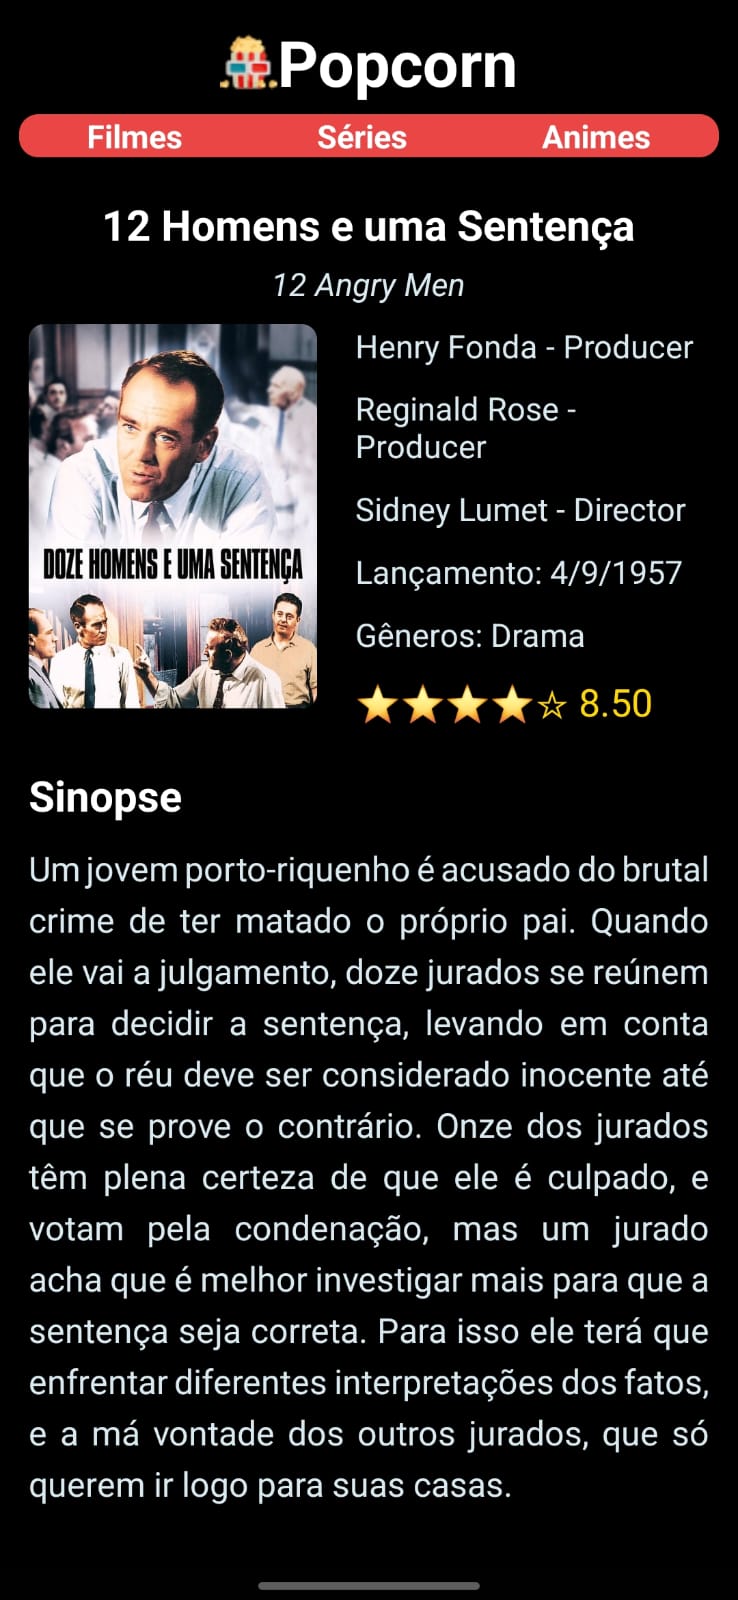 Popcorn
Filmes Séries Animes
12 Homens e uma Sentença
12 Angry Men
DOZE HOMENS E UMA SENTENÇA
Henry Fonda - Producer
Reginald Rose -
Producer
Sidney Lumet - Director
Lançamento: 4/9/1957
Gêneros: Drama
⭐⭐⭐⭐☆ 8.50
Sinopse
Um jovem porto-riquenho é acusado do brutal
crime de ter matado o próprio pai. Quando
ele vai a julgamento, doze jurados se reúnem
para decidir a sentença, levando em conta
que o réu deve ser considerado inocente até
que se prove o contrário. Onze dos jurados
têm plena certeza de que ele é culpado, e
votam pela condenação, mas um jurado
acha que é melhor investigar mais para que a
sentença seja correta. Para isso ele terá que
enfrentar diferentes interpretações dos fatos,
e a má vontade dos outros jurados, que só
querem ir logo para suas casas.